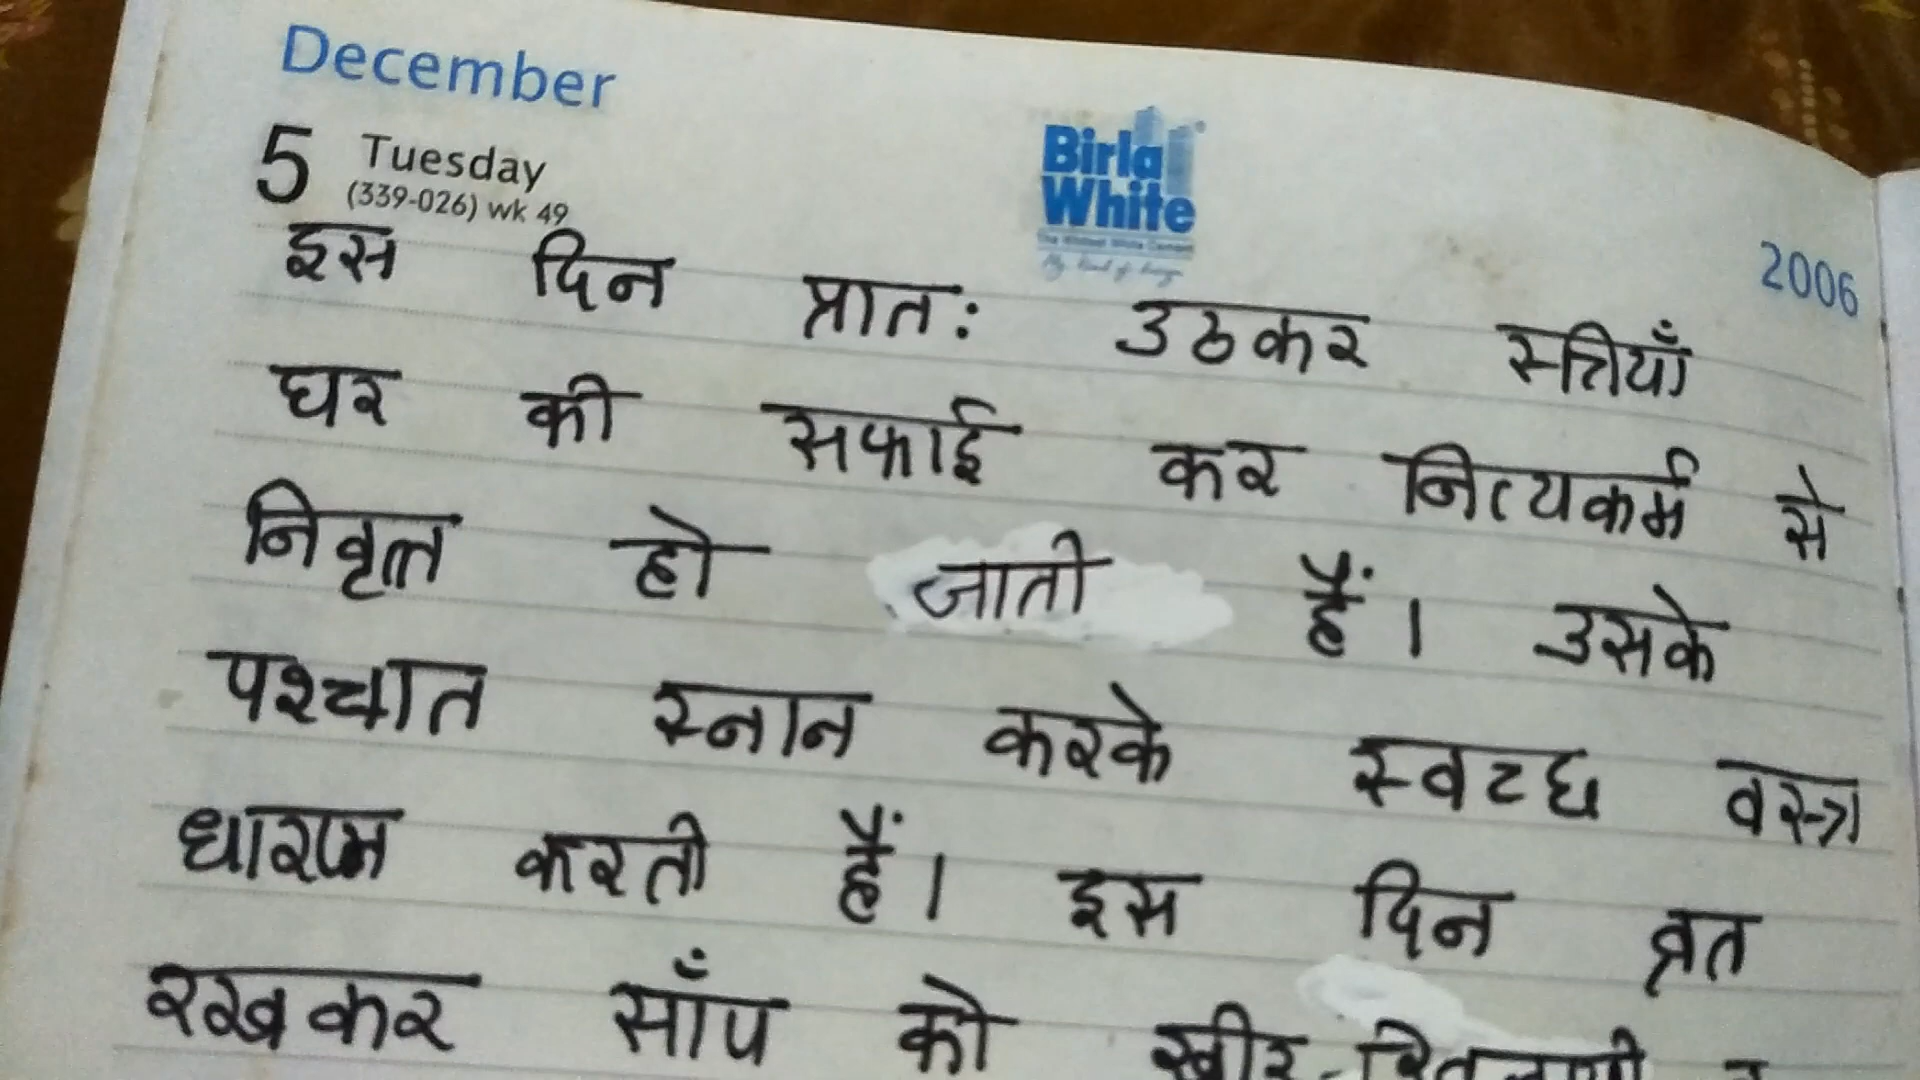 December
5 Tuesday
(339-026) wk 49
Birla
White
2006
इस दिन प्रात: उठकर स्त्रियाँ
घर की सफाई कर नित्यकर्म से
निवृत्त हो जाती हैं। उसके
पश्चात स्नान करके स्वच्छ वस्त्र
धारण करती हैं। इस दिन व्रत
रखकर साँप को खीर